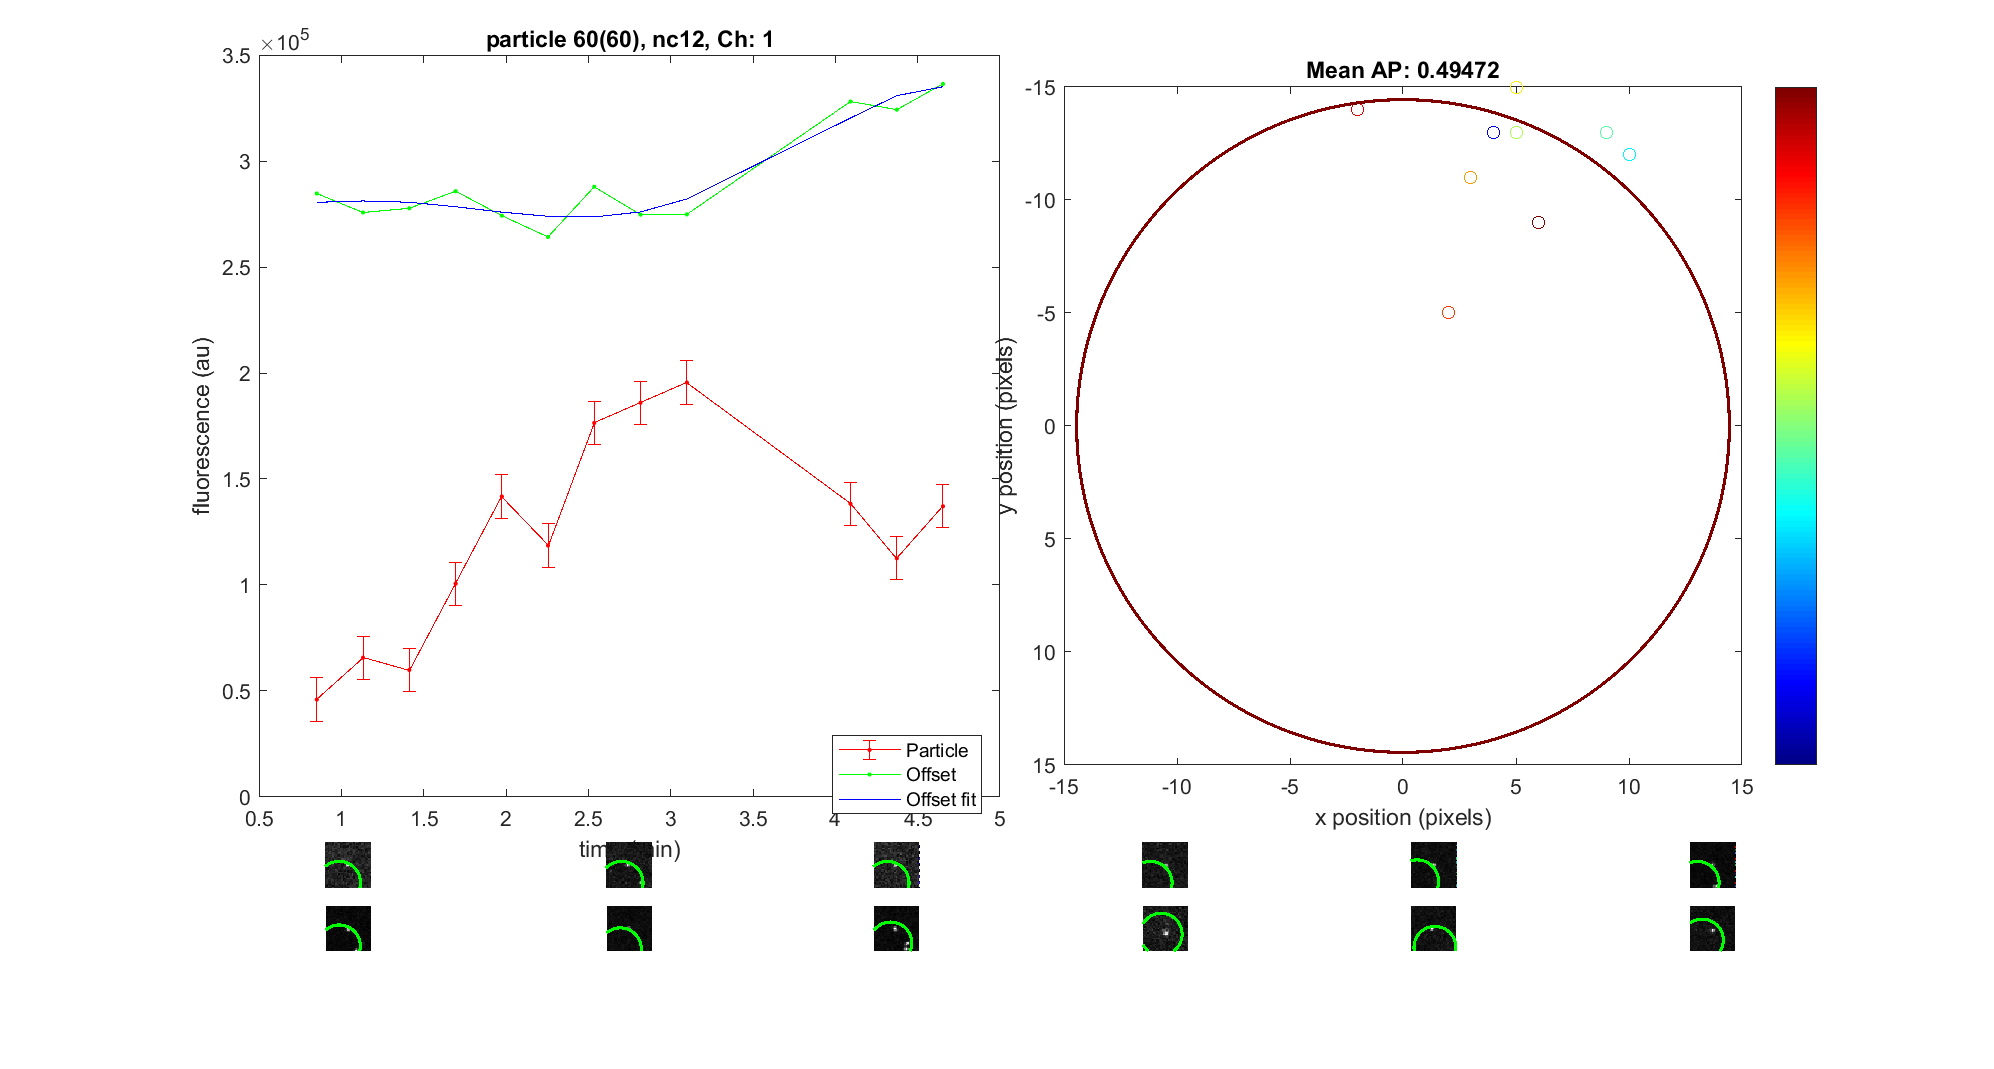 particle 60(60), nc12, Ch: 1
×10^5
3.5
3
2.5
2
1.5
1
0.5
0
fluorescence (au)
0.5 1 1.5 2 2.5 3 3.5 4 4.5 5
Particle
Offset
Offset fit
Mean AP: 0.49472
-15
-10
-5
0
5
10
15
y position (pixels)
-15 -10 -5 0 5 10 15
x position (pixels)